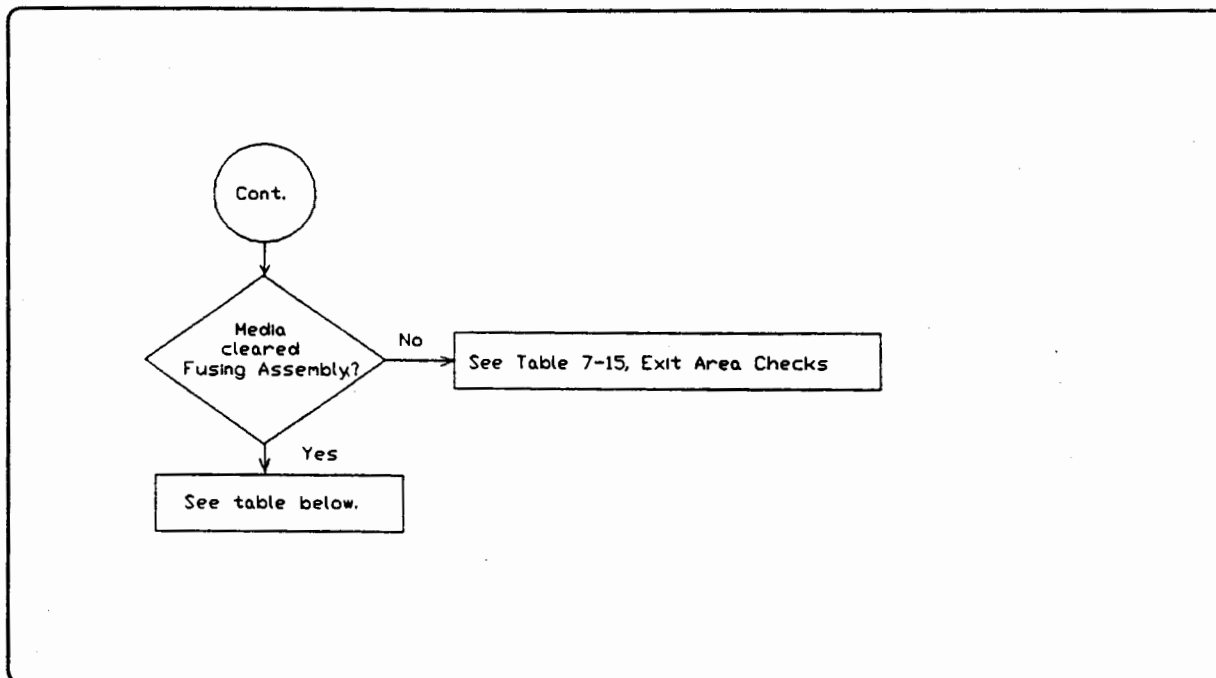 Cont.
Media
cleared
Fusing Assembly?
No
See Table 7-15, Exit Area Checks
Yes
See table below.